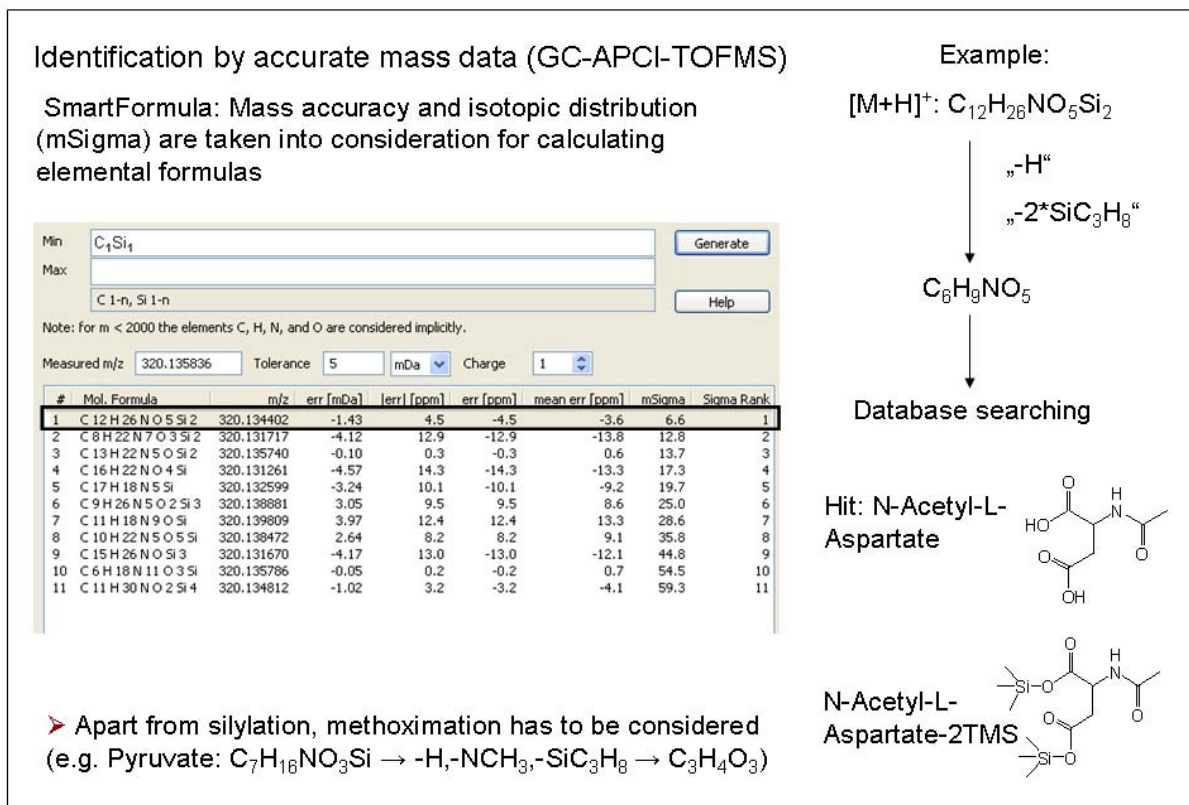 Identification by accurate mass data (GC-APCI-TOFMS)
SmartFormula: Mass accuracy and isotopic distribution
(mSigma) are taken into consideration for calculating
elemental formulas
Min C₁Si₁ Generate
Max
C 1-n, Si 1-n Help
Note: for m < 2000 the elements C, H, N, and O are considered implicitly.
Measured m/z 320.135836 Tolerance 5 mDa Charge 1
# Mol. Formula m/z err [mDa] |err| [ppm] err [ppm] mean err [ppm] mSigma Sigma Rank
1 C 12 H 26 N O 5 Si 2 320.134402 -1.43 4.5 -4.5 -3.6 6.6 1
2 C 8 H 22 N 7 O 3 Si 2 320.131717 -4.12 12.9 -12.9 -13.8 12.8 2
3 C 13 H 22 N 5 O Si 2 320.135740 -0.10 0.3 -0.3 0.6 13.7 3
4 C 16 H 22 N O 4 Si 320.131261 -4.57 14.3 -14.3 -13.3 17.3 4
5 C 17 H 18 N 5 Si 320.132599 -3.24 10.1 -10.1 -9.2 19.7 5
6 C 9 H 26 N 5 O 2 Si 3 320.138881 3.05 9.5 9.5 8.6 25.0 6
7 C 11 H 18 N 9 O Si 320.139809 3.97 12.4 12.4 13.3 28.6 7
8 C 10 H 22 N 5 O 5 Si 320.138472 2.64 8.2 8.2 9.1 35.8 8
9 C 15 H 26 N O Si 3 320.131670 -4.17 13.0 -13.0 -12.1 44.8 9
10 C 6 H 18 N 11 O 3 Si 320.135786 -0.05 0.2 -0.2 0.7 54.5 10
11 C 11 H 30 N O 2 Si 4 320.134812 -1.02 3.2 -3.2 -4.1 59.3 11
➢ Apart from silylation, methoximation has to be considered
(e.g. Pyruvate: C₇H₁₆NO₃Si → -H,-NCH₃,-SiC₃H₈ → C₃H₄O₃)
Example:
[M+H]⁺: C₁₂H₂₆NO₅Si₂
„-H“
„-2*SiC₃H₈“
C₆H₉NO₅
Database searching
Hit: N-Acetyl-L-
Aspartate
O
H
N
HO
O
O
OH
N-Acetyl-L-
Aspartate-2TMS
O
H
N
Si
O
O
O
Si
O